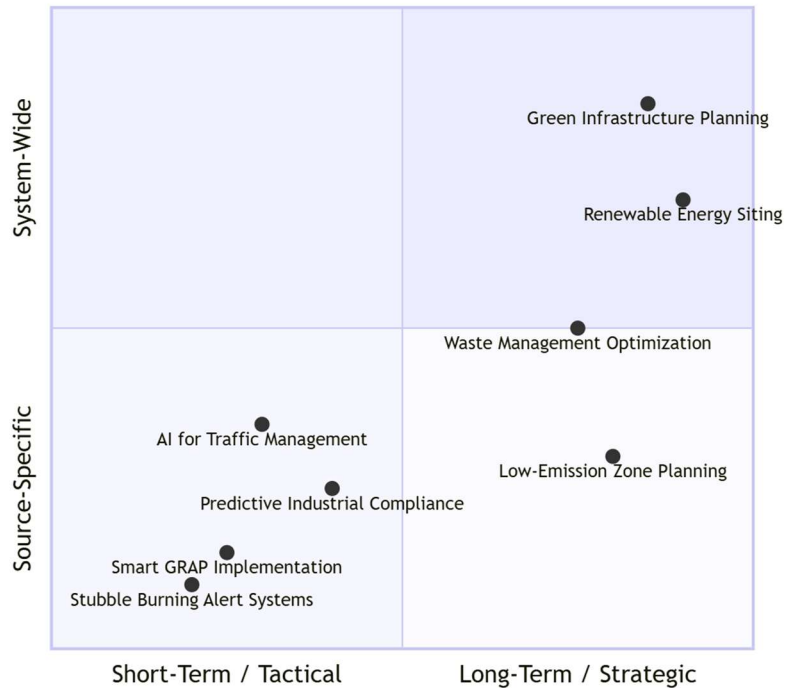 System-Wide
Green Infrastructure Planning
Renewable Energy Siting
Waste Management Optimization
Source-Specific
AI for Traffic Management
Low-Emission Zone Planning
Predictive Industrial Compliance
Smart GRAP Implementation
Stubble Burning Alert Systems
Short-Term / Tactical
Long-Term / Strategic